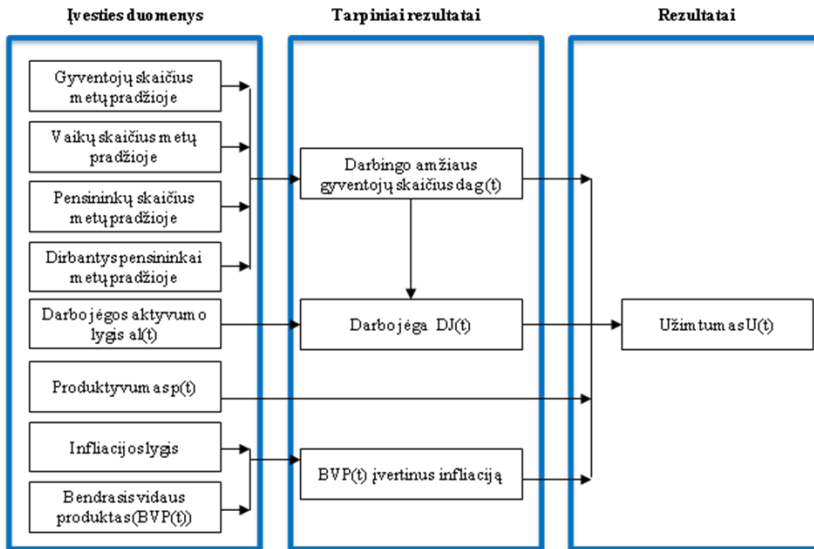 Įvesties duomenys
Tarpiniai rezultatai
Rezultatai
Gyventojų skaičius
metų pradžioje
Vaikų skaičius metų
pradžioje
Pensininkų skaičius
metų pradžioje
Dirbantys pensininkai
metų pradžioje
Darbo jėgos aktyvumo
lygis al(t)
Produktyvumas p(t)
Infliacijos lygis
Bendrasis vidaus
produktas (BVP(t))
Darbingo amžiaus
gyventojų skaičius dag(t)
Darbo jėga DJ(t)
BVP(t) įvertinus infliaciją
Užimtumas U(t)